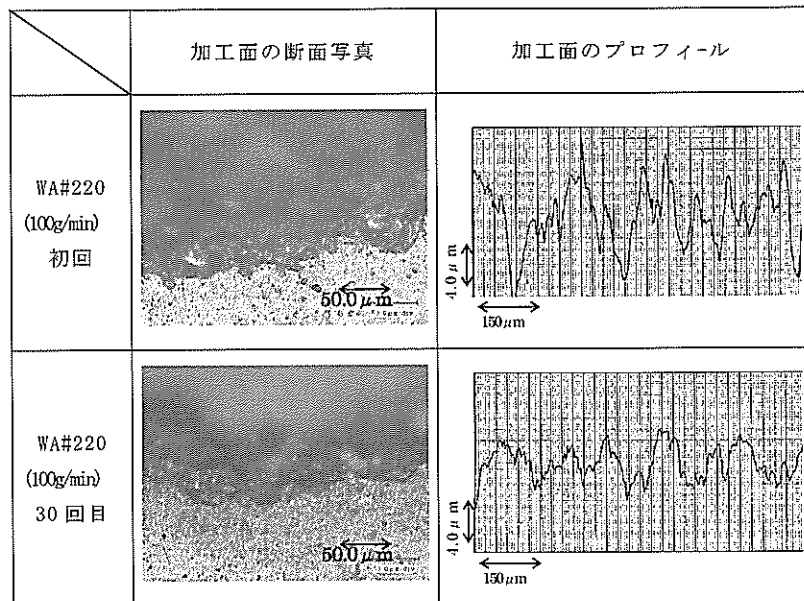 加工面の断面写真
加工面のプロフィール
WA#220
(100g/min)
初回
50.0μm
4.0μm
150μm
WA#220
(100g/min)
30回目
50.0μm
4.0μm
150μm